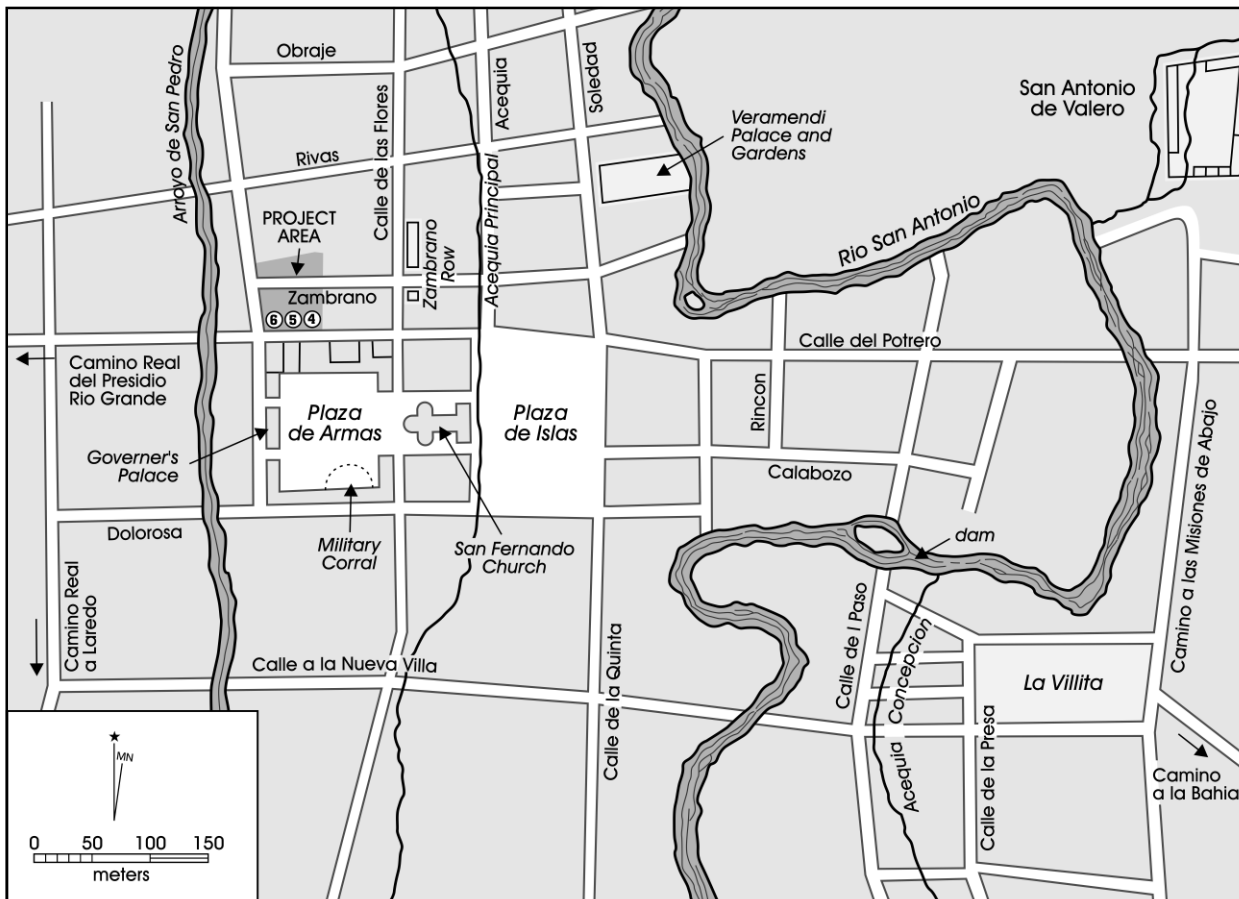 Obraje
Arroyo de San Pedro
Calle de las Flores
Acequia
Soledad
San Antonio
de Valero
Veramendi
Palace and
Gardens
Rivas
Acequia Principal
PROJECT
AREA
Zambrano
Row
Rio San Antonio
Zambrano
6 5 4
Calle del Potrero
Camino Real
del Presidio
Rio Grande
Rincon
Plaza
de Armas
Plaza
de Islas
Governer's
Palace
Calabozo
Camino a las Misiones de Abajo
Dolorosa
Military
Corral
San Fernando
Church
dam
Camino Real
a Laredo
Calle a la Nueva Villa
Calle de la Quinta
Calle de l Paso
Acequia Concepcion
La Villita
Calle de la Presa
Camino
a la Bahia
MN
0 50 100 150
meters